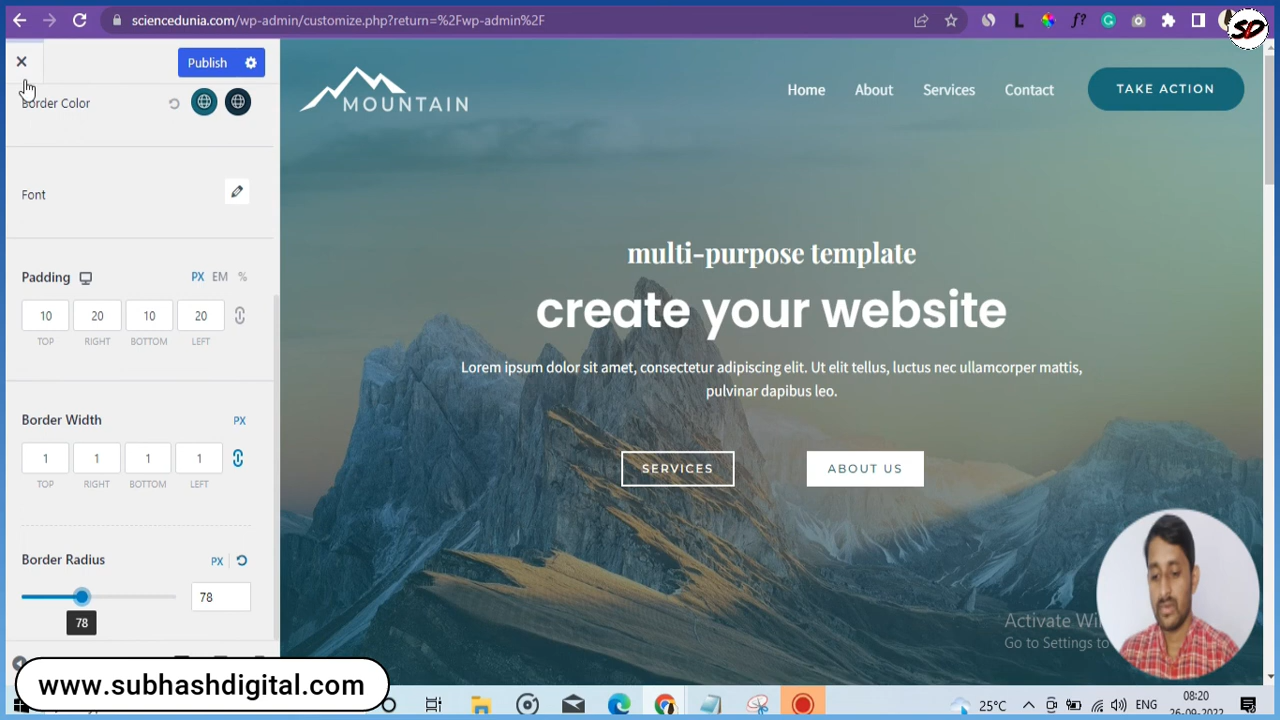 sciencedunia.com/wp-admin/customize.php?return=%2Fwp-admin%2F
SD
Publish
Border Color
Font
Padding PX EM %
10 20 10 20
TOP RIGHT BOTTOM LEFT
Border Width PX
1 1 1 1
TOP RIGHT BOTTOM LEFT
Border Radius PX
78
78
MOUNTAIN
Home About Services Contact TAKE ACTION
multi-purpose template
create your website
Lorem ipsum dolor sit amet, consectetur adipiscing elit. Ut elit tellus, luctus nec ullamcorper mattis,
pulvinar dapibus leo.
SERVICES ABOUT US
Activate Wi
Go to Settings to
www.subhashdigital.com
25°C ENG 08:20
26-09-2022